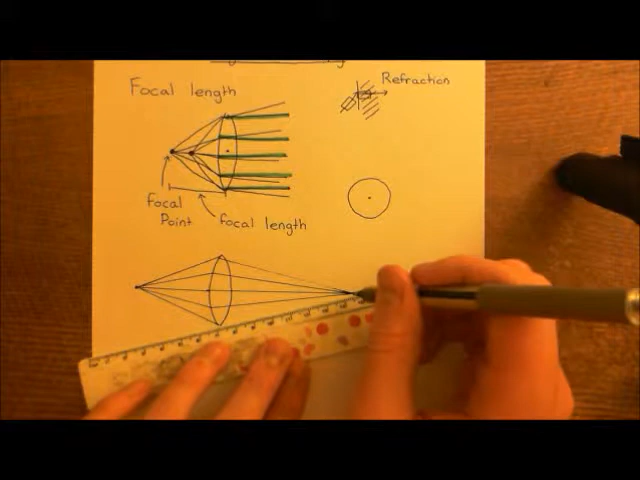 Focal length
Refraction
focal
Point
focal length